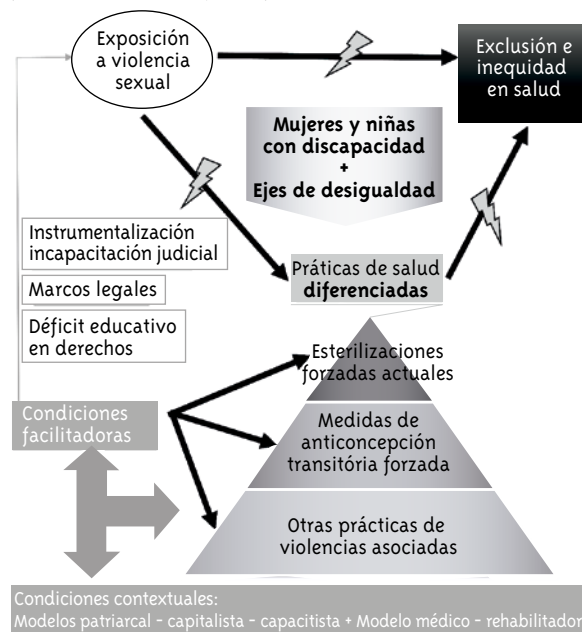 Exposición
a violencia
sexual
Exclusión e
inequidad
en salud
Mujeres y niñas
con discapacidad
+
Ejes de desigualdad
Instrumentalización
incapacitación judicial
Marcos legales
Déficit educativo
en derechos
Práticas de salud
diferenciadas
Esterilizaciones
forzadas actuales
Condiciones
facilitadoras
Medidas de
anticoncepción
transitória forzada
Otras prácticas de
violencias asociadas
Condiciones contextuales:
Modelos patriarcal - capitalista - capacitista + Modelo médico - rehabilitador